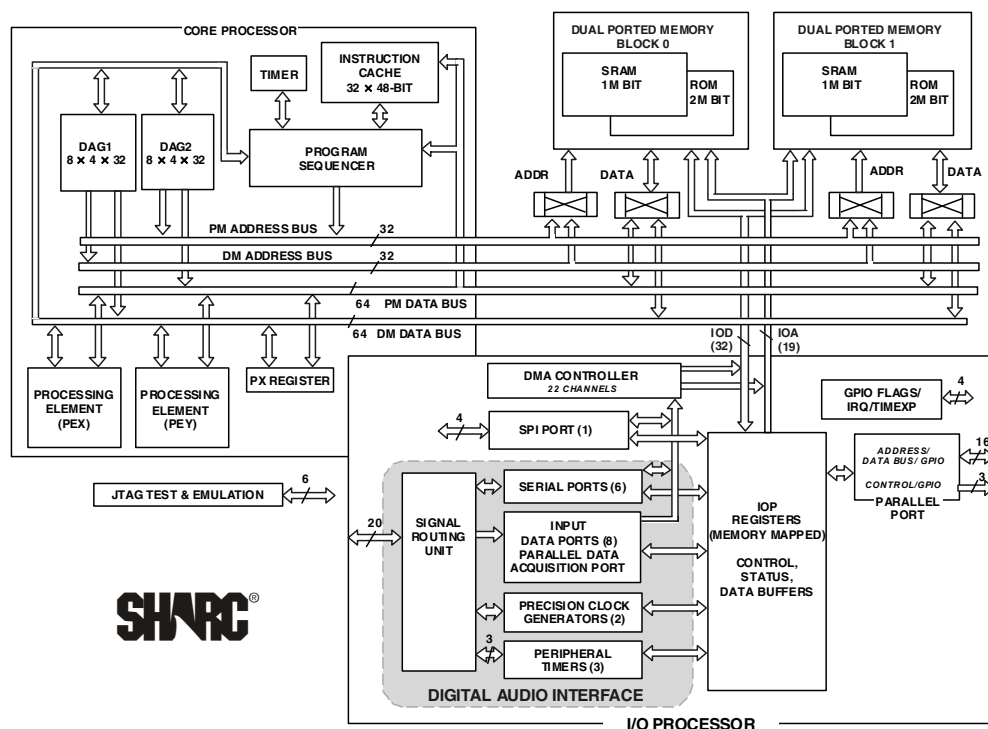 CORE PROCESSOR
TIMER
INSTRUCTION
CACHE
32 × 48-BIT
DAG1
8 × 4 × 32
DAG2
8 × 4 × 32
PROGRAM
SEQUENCER
DUAL PORTED MEMORY
BLOCK 0
SRAM
1M BIT
ROM
2M BIT
DUAL PORTED MEMORY
BLOCK 1
SRAM
1M BIT
ROM
2M BIT
ADDR
DATA
ADDR
DATA
PM ADDRESS BUS
32
DM ADDRESS BUS
32
64
PM DATA BUS
64
DM DATA BUS
IOD
(32)
IOA
(19)
PROCESSING
ELEMENT
(PEX)
PROCESSING
ELEMENT
(PEY)
PX REGISTER
DMA CONTROLLER
22 CHANNELS
GPIO FLAGS/
IRQ/TIMEXP
4
4
SPI PORT (1)
ADDRESS/
DATA BUS/ GPIO
CONTROL/GPIO
PARALLEL
PORT
16
3
JTAG TEST & EMULATION
6
20
SIGNAL
ROUTING
UNIT
SERIAL PORTS (6)
INPUT
DATA PORTS (8)
PARALLEL DATA
ACQUISITION PORT
PRECISION CLOCK
GENERATORS (2)
3
PERIPHERAL
TIMERS (3)
IOP
REGISTERS
(MEMORY MAPPED)
CONTROL,
STATUS,
DATA BUFFERS
DIGITAL AUDIO INTERFACE
I/O PROCESSOR
SHARC®